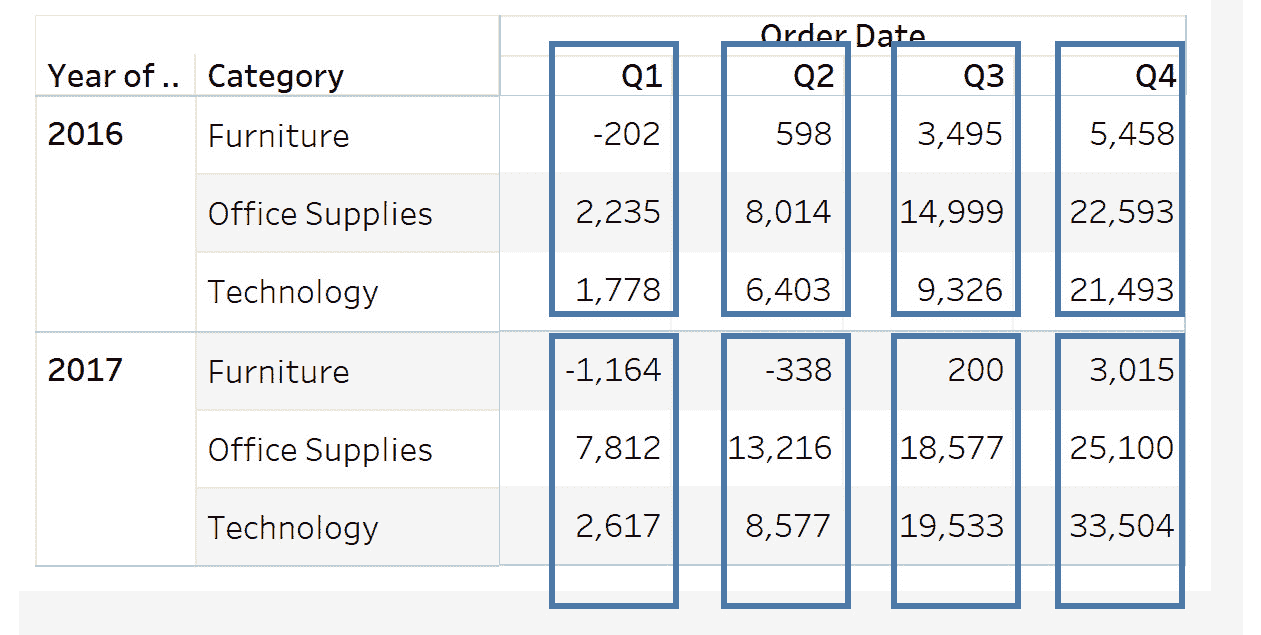 Order Date
Year of .. Category Q1 Q2 Q3 Q4
2016 Furniture -202 598 3,495 5,458
Office Supplies 2,235 8,014 14,999 22,593
Technology 1,778 6,403 9,326 21,493
2017 Furniture -1,164 -338 200 3,015
Office Supplies 7,812 13,216 18,577 25,100
Technology 2,617 8,577 19,533 33,504